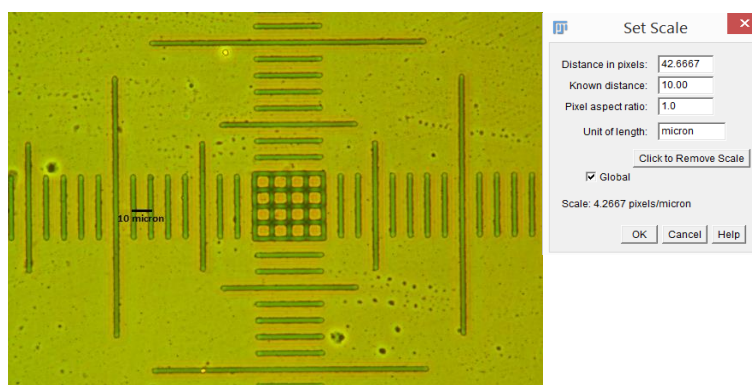 10 micron
Set Scale
Distance in pixels: 42.6667
Known distance: 10.00
Pixel aspect ratio: 1.0
Unit of length: micron
Click to Remove Scale
Global
Scale: 4.2667 pixels/micron
OK Cancel Help